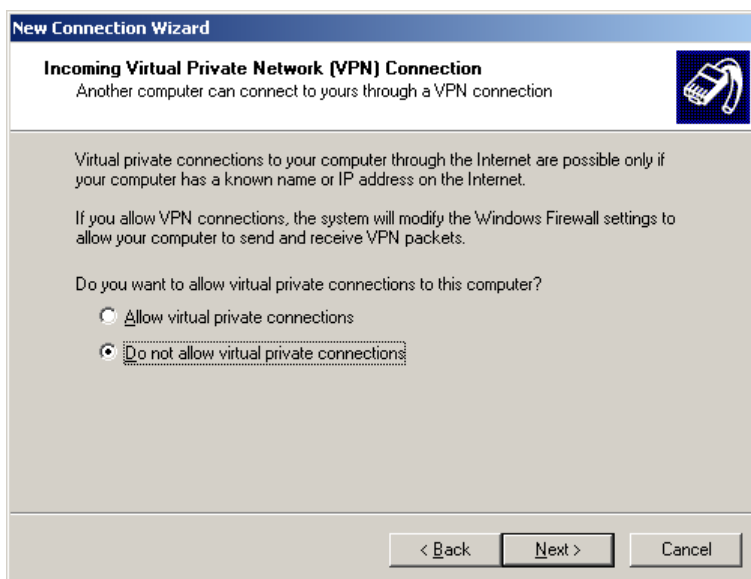 New Connection Wizard
Incoming Virtual Private Network (VPN) Connection
Another computer can connect to yours through a VPN connection
Virtual private connections to your computer through the Internet are possible only if
your computer has a known name or IP address on the Internet.
If you allow VPN connections, the system will modify the Windows Firewall settings to
allow your computer to send and receive VPN packets.
Do you want to allow virtual private connections to this computer?
Allow virtual private connections
Do not allow virtual private connections
< Back Next > Cancel